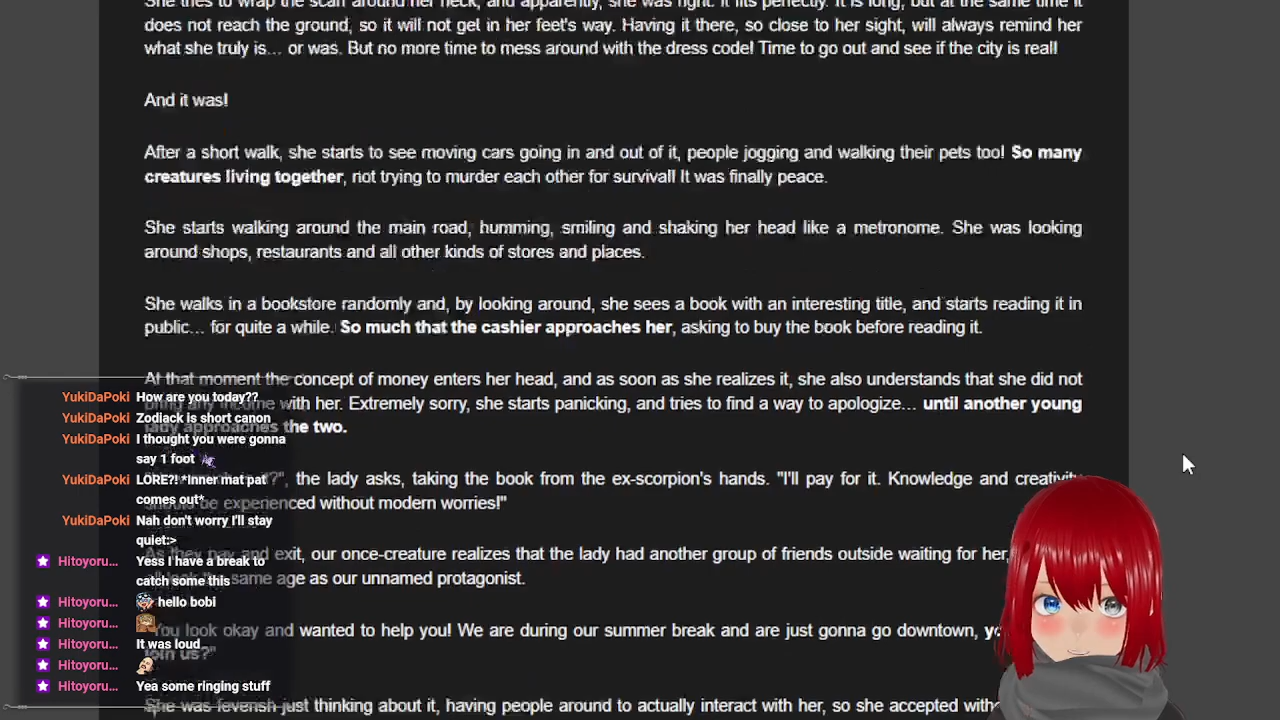 She tries to wrap the scarf around her neck, and apparently, she was right. It fits perfectly. It is long, but at the same time it
does not reach the ground, so it will not get in her feet's way. Having it there, so close to her sight, will always remind her
what she truly is... or was. But no more time to mess around with the dress code! Time to go out and see if the city is real!
And it was!
After a short walk, she starts to see moving cars going in and out of it, people jogging and walking their pets too! So many
creatures living together, not trying to murder each other for survival! It was finally peace.
She starts walking around the main road, humming, smiling and shaking her head like a metronome. She was looking
around shops, restaurants and all other kinds of stores and places.
She walks in a bookstore randomly and, by looking around, she sees a book with an interesting title, and starts reading it in
public... for quite a while. So much that the cashier approaches her, asking to buy the book before reading it.
At that moment the concept of money enters her head, and as soon as she realizes it, she also understands that she did not
bring any income with her. Extremely sorry, she starts panicking, and tries to find a way to apologize... until another young
lady approaches the two.
it?", the lady asks, taking the book from the ex-scorpion's hands. "I'll pay for it. Knowledge and creativity
should be experienced without modern worries!"
As they pay and exit, our once-creature realizes that the lady had another group of friends outside waiting for her,
same age as our unnamed protagonist.
"You look okay and wanted to help you! We are during our summer break and are just gonna go downtown,
join us?"
She was feverish just thinking about it, having people around to actually interact with her, so she accepted
YukiDaPoki How are you today??
YukiDaPoki Zodiack is short canon
YukiDaPoki I thought you were gonna
say 1 foot
YukiDaPoki LORE?! *Inner mat pat
comes out*
YukiDaPoki Nah don't worry I'll stay
quiet:>
Hitoyoru... Yess I have a break to
catch some this
Hitoyoru... hello bobi
Hitoyoru...
Hitoyoru... It was loud
Hitoyoru...
Hitoyoru... Yea some ringing stuff